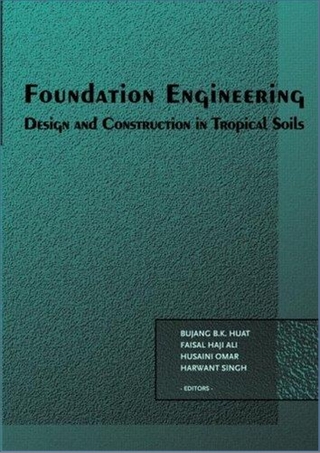 Foundation Engineering
Design and Construction in Tropical Soils
BUJANG B.K. HUAT
FAISAL HAJI ALI
HUSAINI OMAR
HARWANT SINGH
- EDITORS -